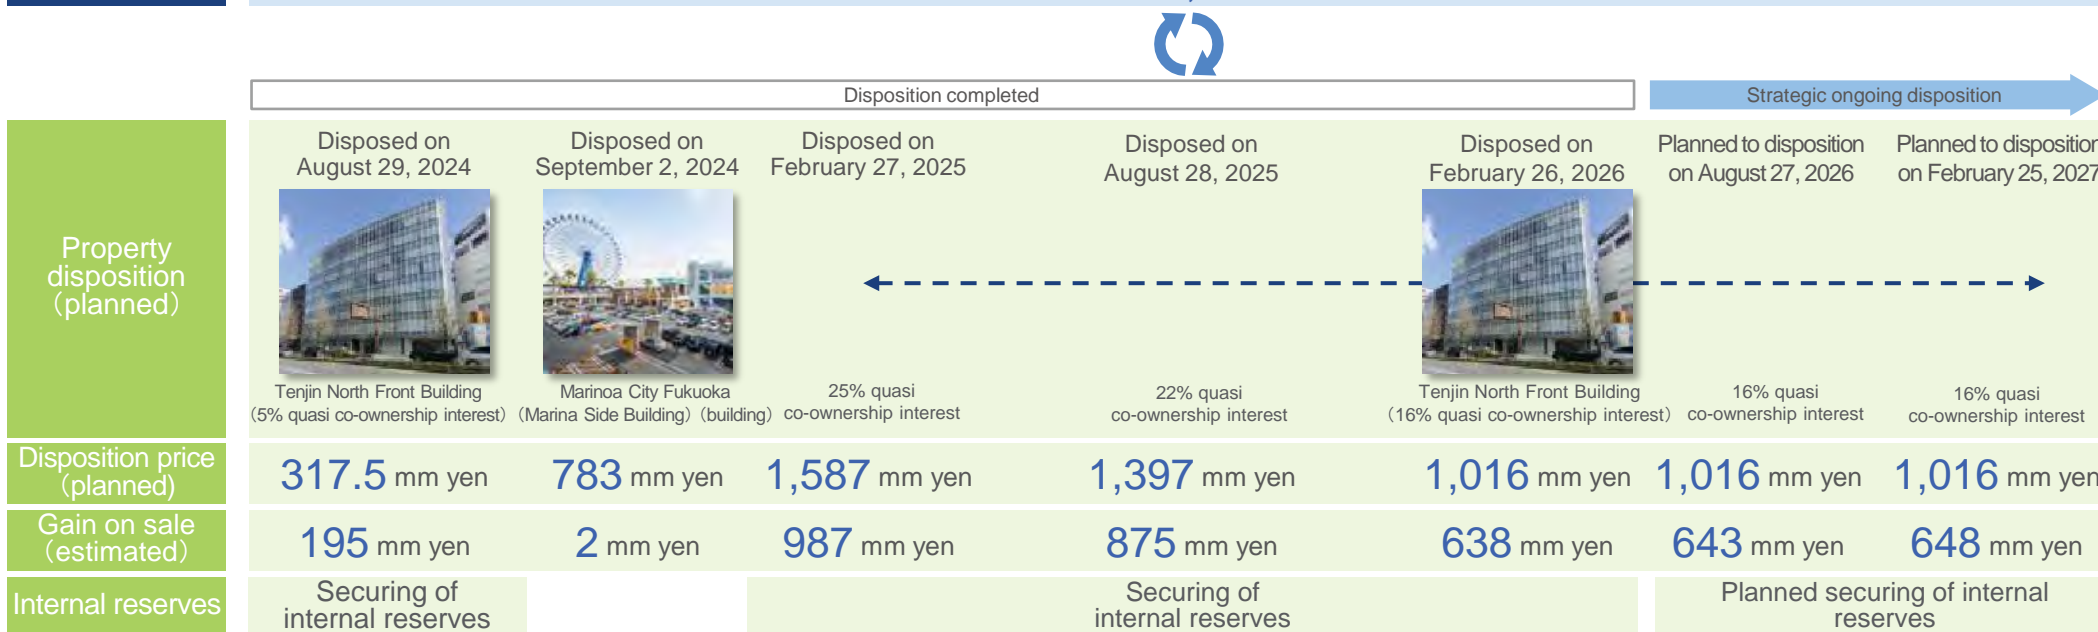 Disposition completed
Strategic ongoing disposition
Property
disposition
（planned）
Disposed on
August 29, 2024
Disposed on
September 2, 2024
Disposed on
February 27, 2025
Disposed on
August 28, 2025
Disposed on
February 26, 2026
Planned to disposition
on August 27, 2026
Planned to disposition
on February 25, 2027
Tenjin North Front Building
（5% quasi co-ownership interest）
Marinoa City Fukuoka
（Marina Side Building）（building）
25% quasi
co-ownership interest
22% quasi
co-ownership interest
Tenjin North Front Building
（16% quasi co-ownership interest）
16% quasi
co-ownership interest
16% quasi
co-ownership interest
Disposition price
（planned)
317.5 mm yen
783 mm yen
1,587 mm yen
1,397 mm yen
1,016 mm yen
1,016 mm yen
1,016 mm yen
Gain on sale
（estimated）
195 mm yen
2 mm yen
987 mm yen
875 mm yen
638 mm yen
643 mm yen
648 mm yen
Internal reserves
Securing of
internal reserves
Securing of
internal reserves
Planned securing of internal
reserves